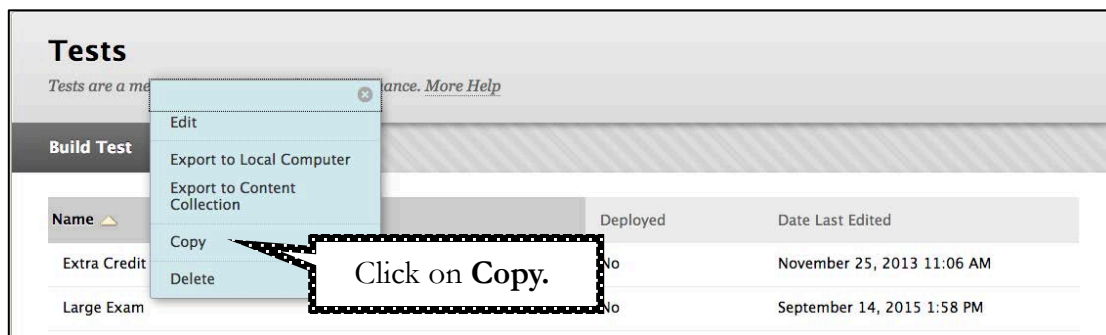 Tests
Tests are a me ance. More Help
Edit
Build Test
Export to Local Computer
Export to Content
Collection
Name Deployed Date Last Edited
Copy
Click on Copy.
Extra Credit No November 25, 2013 11:06 AM
Delete
Large Exam No September 14, 2015 1:58 PM